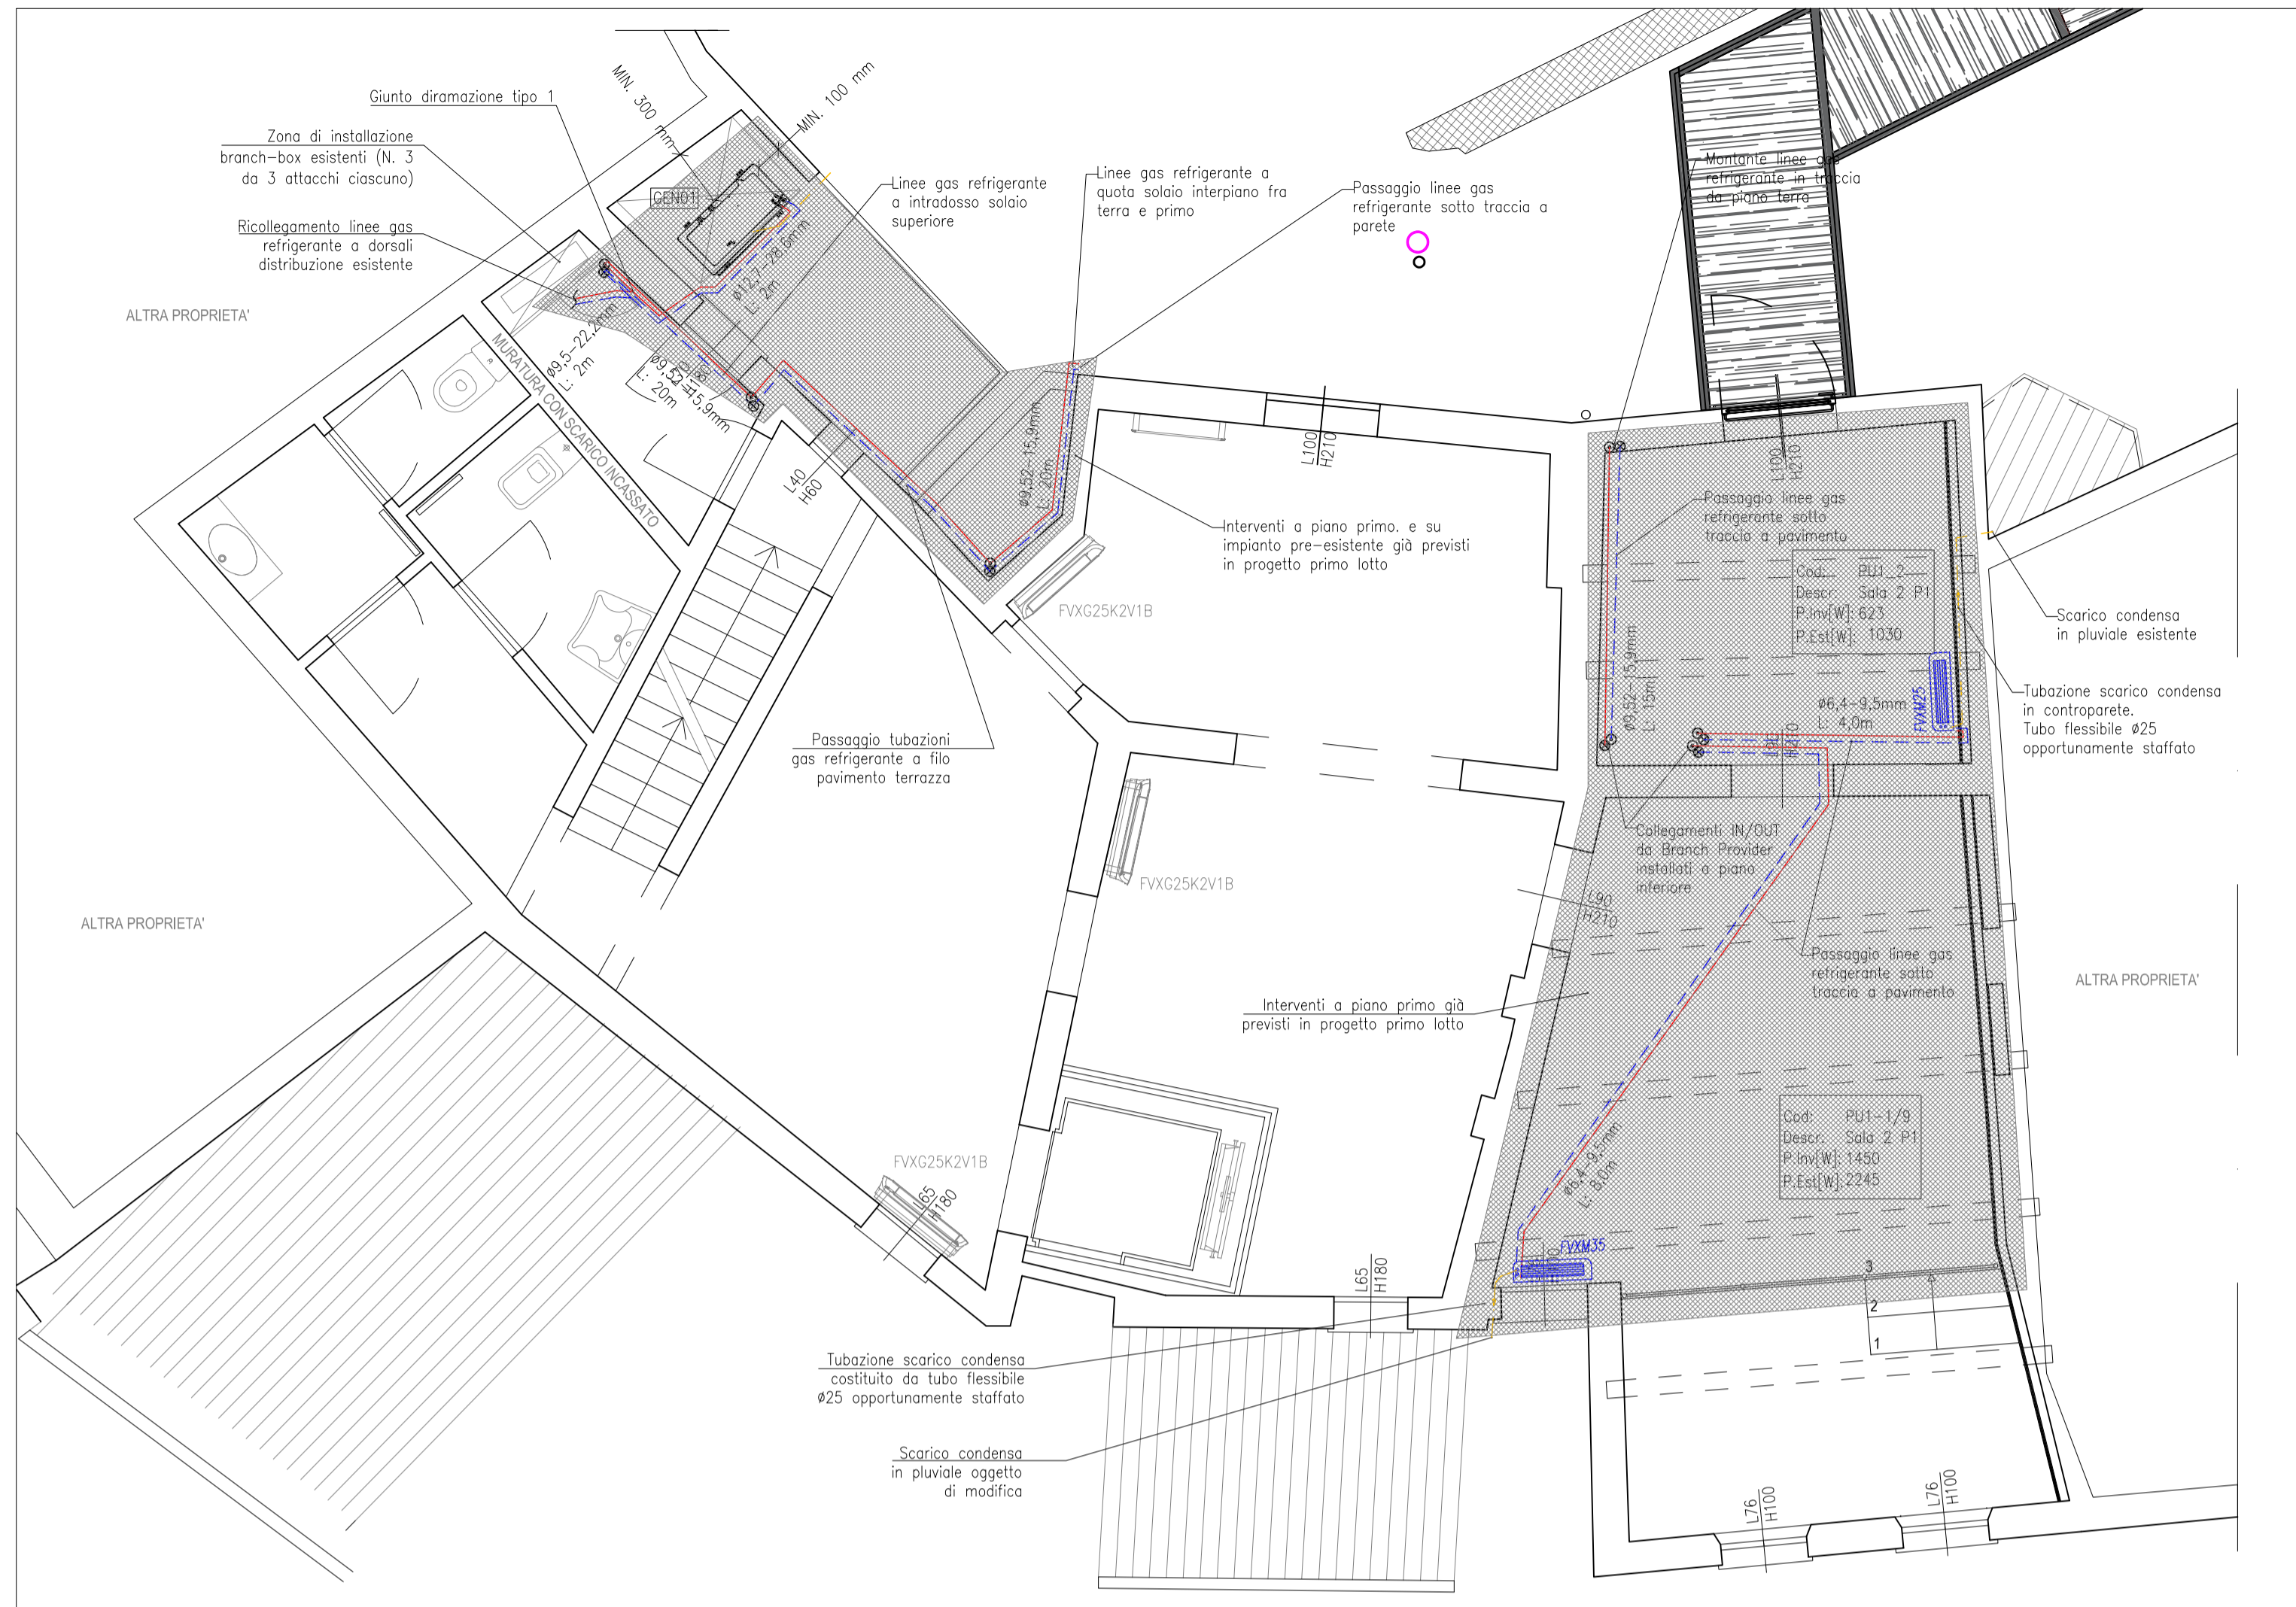 Giunto diramazione tipo 1
Zona di installazione
branch-box esistenti (N. 3
da 3 attacchi ciascuno)
Ricollegamento linee gas
refrigerante a dorsali
distribuzione esistente
MIN. 300 mm
MIN. 100 mm
GEN01
Linee gas refrigerante
a intradosso solaio
superiore
Linee gas refrigerante a
quota solaio interpiano fra
terra e primo
Passaggio linee gas
refrigerante sotto traccia a
parete
Montante linee gas
refrigerante in traccia
da piano terra
ALTRA PROPRIETA'
MURATURA CON SCARICO INCASSATO
ø9,5-22,2mm
L: 2m
ø12,7-28,6mm
L: 2m
ø9,52-15,9mm
L: 20m
ø9,52-15,9mm
L: 20m
L40
H60
L100
H210
L100
H210
Interventi a piano primo. e su
impianto pre-esistente già previsti
in progetto primo lotto
FVXG25K2V1B
Passaggio linee gas
refrigerante sotto
traccia a pavimento
Cod: PU1_2
Descr: Sala 2 P1
P.Inv[W]: 623
P.Est[W]: 1030
Scarico condensa
in pluviale esistente
ø9,52-15,9mm
L: 15m
FVXM25
ø6,4-9,5mm
L: 4,0m
L90
H210
Tubazione scarico condensa
in controparete.
Tubo flessibile ø25
opportunamente staffato
Passaggio tubazioni
gas refrigerante a filo
pavimento terrazza
Collegamenti IN/OUT
da Branch Provider
installati a piano
inferiore
FVXG25K2V1B
L90
H210
ALTRA PROPRIETA'
Passaggio linee gas
refrigerante sotto
traccia a pavimento
ALTRA PROPRIETA'
Interventi a piano primo già
previsti in progetto primo lotto
Cod: PU1-1/9
Descr. Sala 2 P1
P.Inv[W]: 1450
P.Est[W]: 2245
ø6,4-9,5mm
L: 8,0m
FVXG25K2V1B
L65
H180
FVXM35
L65
H180
3
2
1
Tubazione scarico condensa
costituito da tubo flessibile
ø25 opportunamente staffato
Scarico condensa
in pluviale oggetto
di modifica
L76
H100
L76
H100